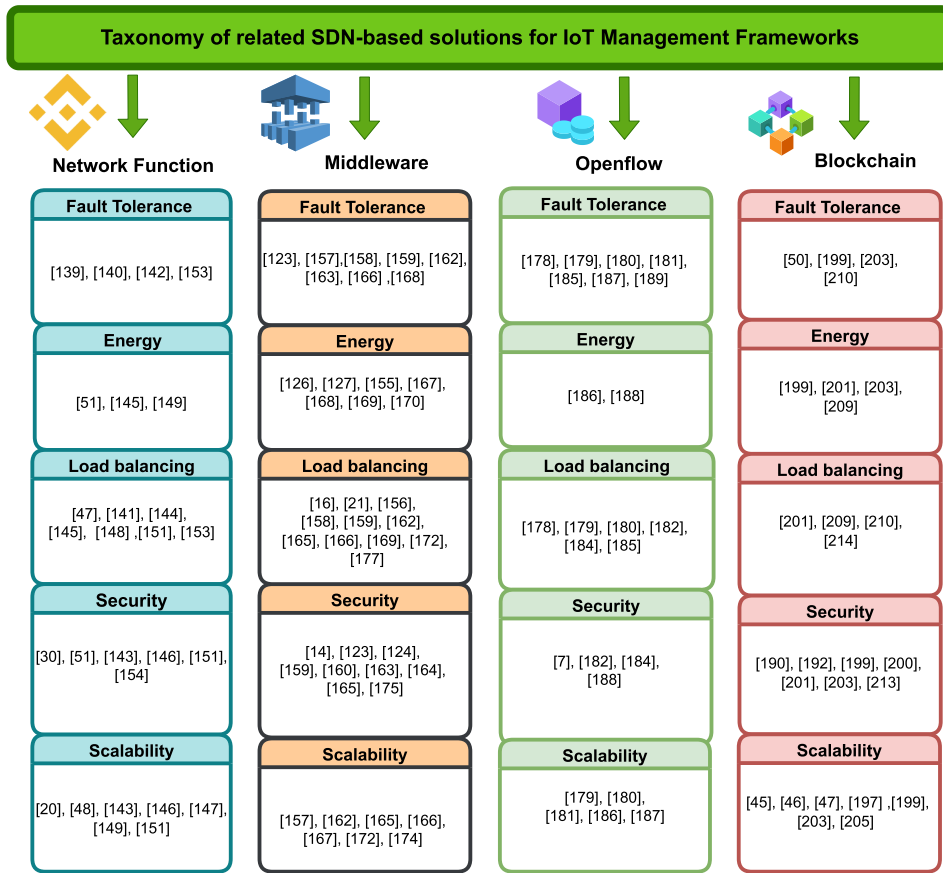 Taxonomy of related SDN-based solutions for IoT Management Frameworks
Network Function
Fault Tolerance
[139], [140], [142], [153]
Energy
[51], [145], [149]
Load balancing
[47], [141], [144],
[145],  [148] ,[151], [153]
Security
[30], [51], [143], [146], [151],
[154]
Scalability
[20], [48], [143], [146], [147],
[149], [151]
Middleware
Fault Tolerance
[123], [157],[158], [159], [162],
[163], [166] ,[168]
Energy
[126], [127], [155], [167],
[168], [169], [170]
Load balancing
[16], [21], [156],
[158], [159], [162],
[165], [166], [169], [172],
[177]
Security
[14], [123], [124],
[159], [160], [163], [164],
[165], [175]
Scalability
[157], [162], [165], [166],
[167], [172], [174]
Openflow
Fault Tolerance
[178], [179], [180], [181],
[185], [187], [189]
Energy
[186], [188]
Load balancing
[178], [179], [180], [182],
[184], [185]
Security
[7], [182], [184],
[188]
Scalability
[179], [180],
[181], [186], [187]
Blockchain
Fault Tolerance
[50], [199], [203],
[210]
Energy
[199], [201], [203],
[209]
Load balancing
[201], [209], [210],
[214]
Security
[190], [192], [199], [200],
[201], [203], [213]
Scalability
[45], [46], [47], [197] ,[199],
[203], [205]